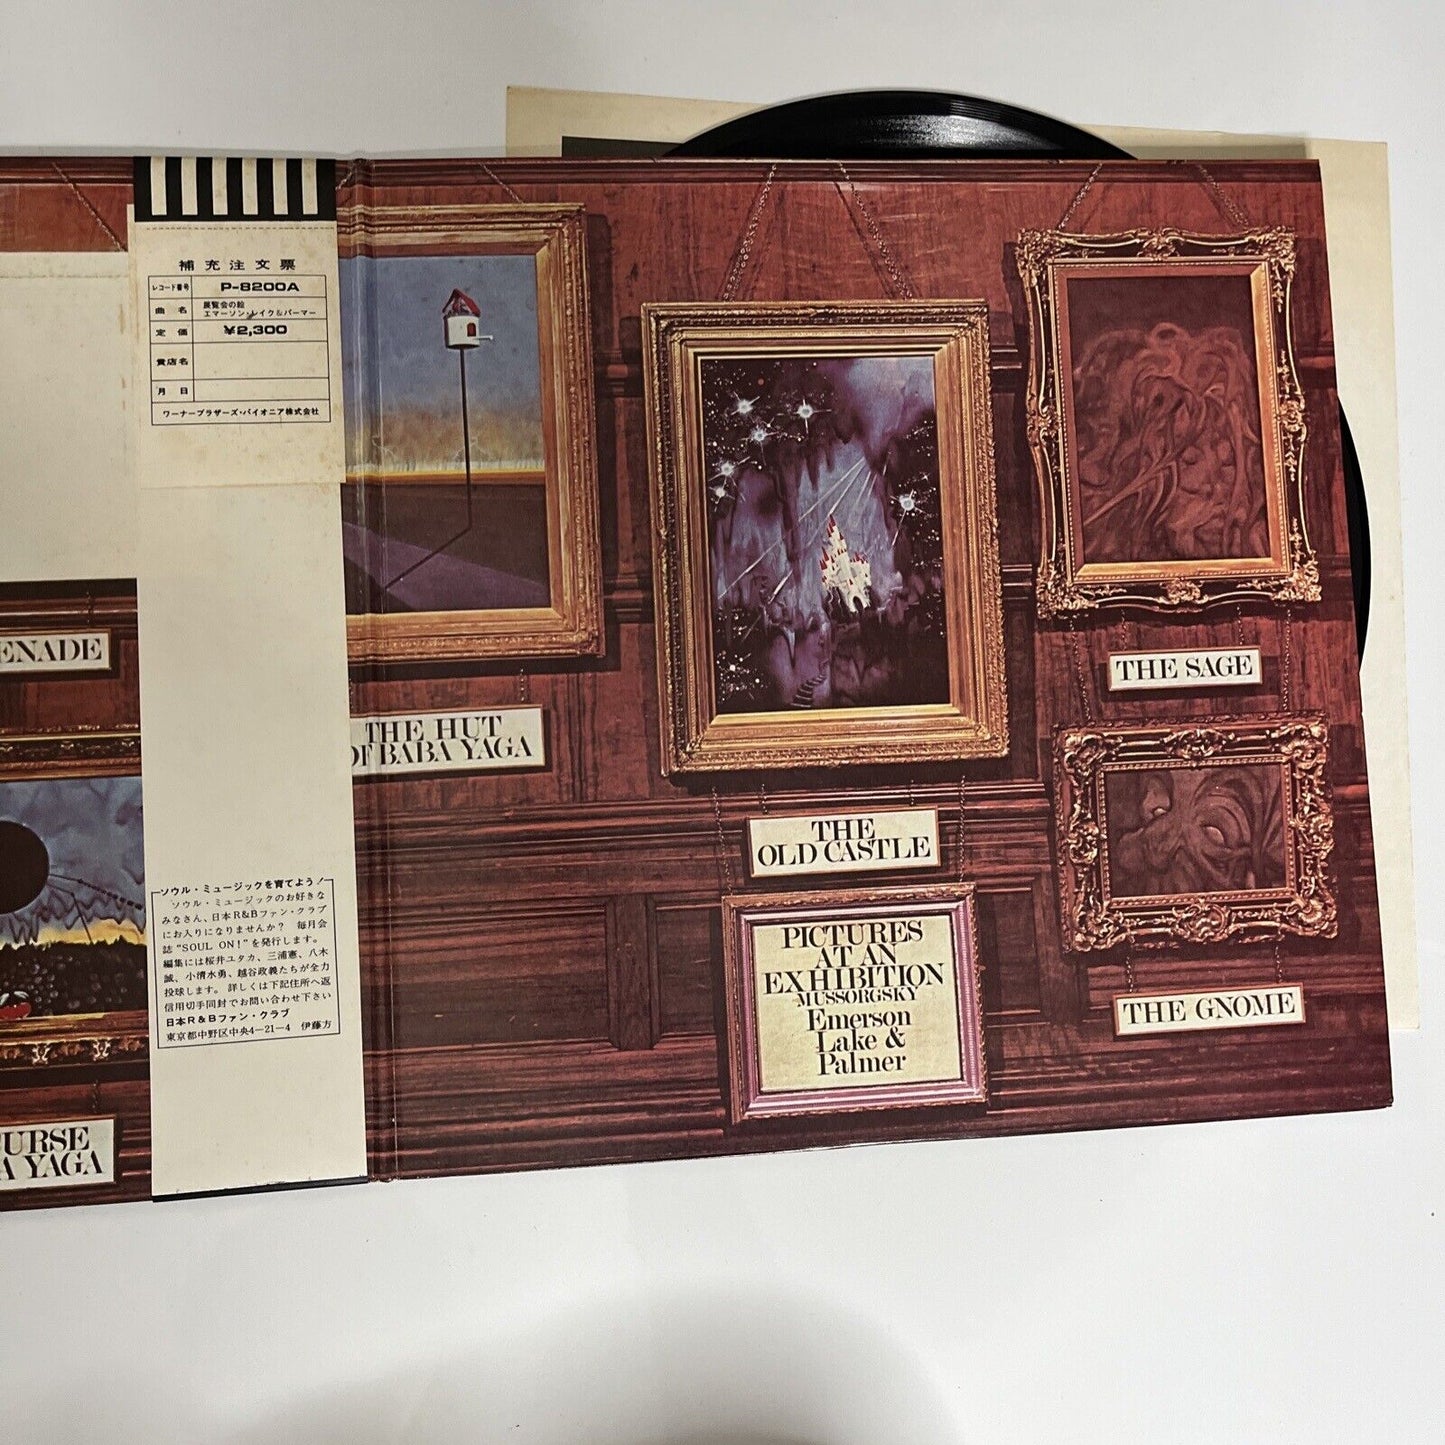 補充注文票
レコード番号 P-8200A
曲名 展覧会の絵
エマーソン・レイク&パーマー
定価 ¥2,300
貴店名
月日
ワーナーブラザーズ・パイオニア株式会社
ENADE
THE HUT
OF BABA YAGA
URSE
A YAGA
ソウル・ミュージックを育てよう!
ソウル・ミュージックのお好きな
みなさん、日本R&Bファン・クラブ
にお入りになりませんか? 毎月会
誌"SOUL ON!"を発行します。
編集には桜井ユタカ、三浦憲、八木
誠、小清水勇、越谷政義たちが全力
投球します。詳しくは下記住所へ返
信用切手同封でお問い合わせ下さい
日本R&Bファン・クラブ
東京都中野区中央4-21-4 伊藤方
THE
OLD CASTLE
THE SAGE
THE GNOME
PICTURES
AT AN
EXHIBITION
MUSSORGSKY
Emerson
Lake &
Palmer